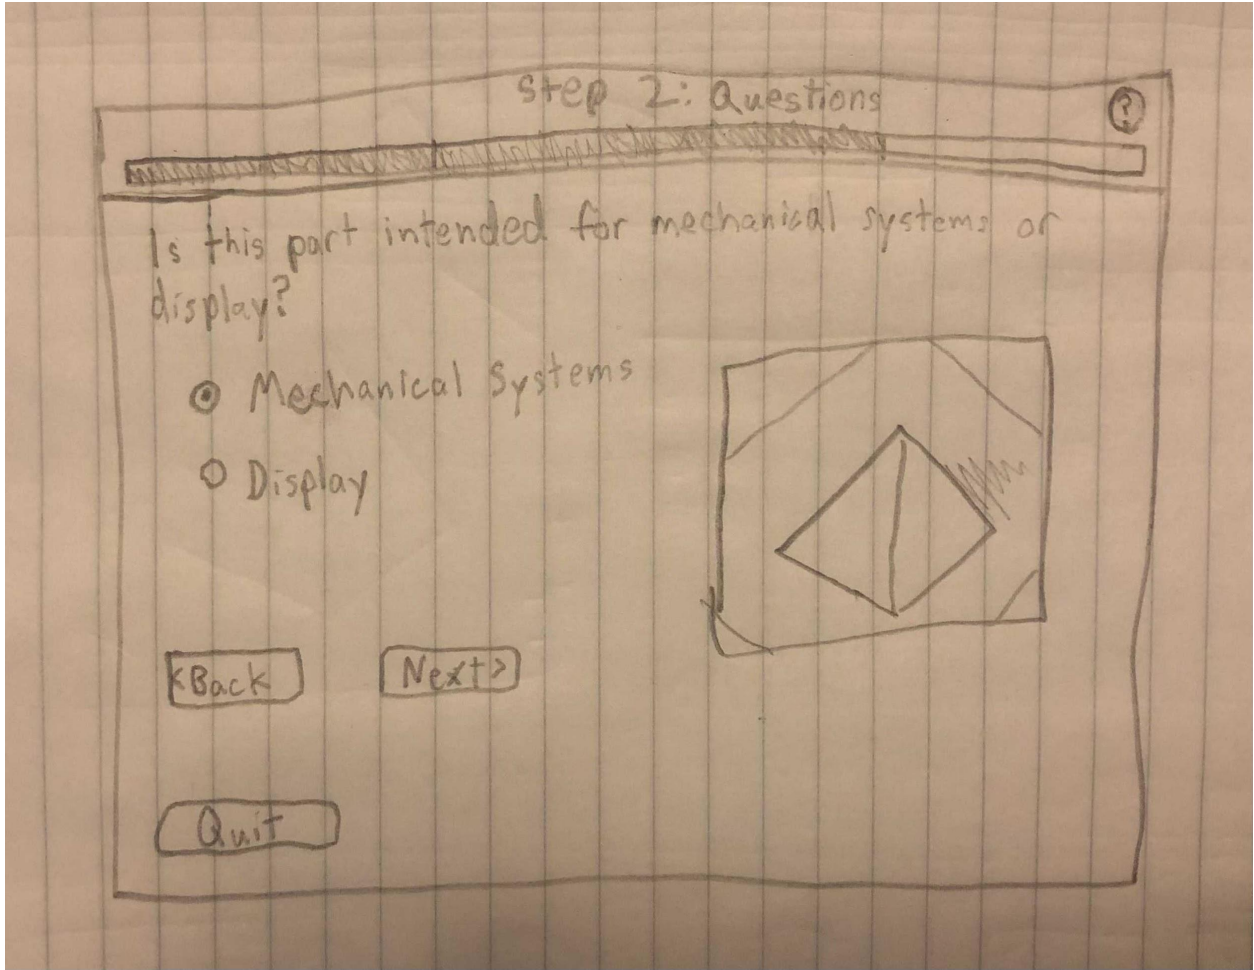 Step 2: Questions
?
Is this part intended for mechanical systems or
display?
Mechanical Systems
Display
<Back
Next>
Quit